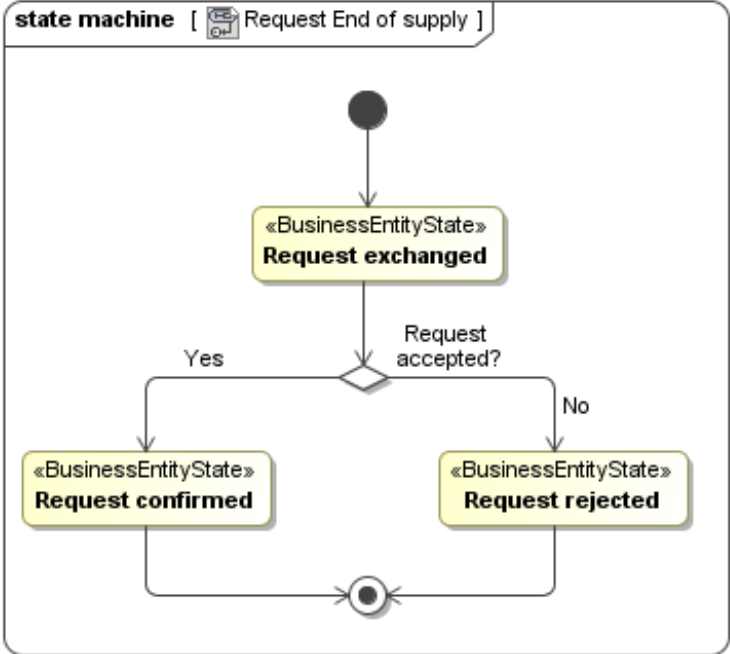 state machine [ Request End of supply ]
«BusinessEntityState»
Request exchanged
Request
accepted?
Yes
No
«BusinessEntityState»
Request confirmed
«BusinessEntityState»
Request rejected